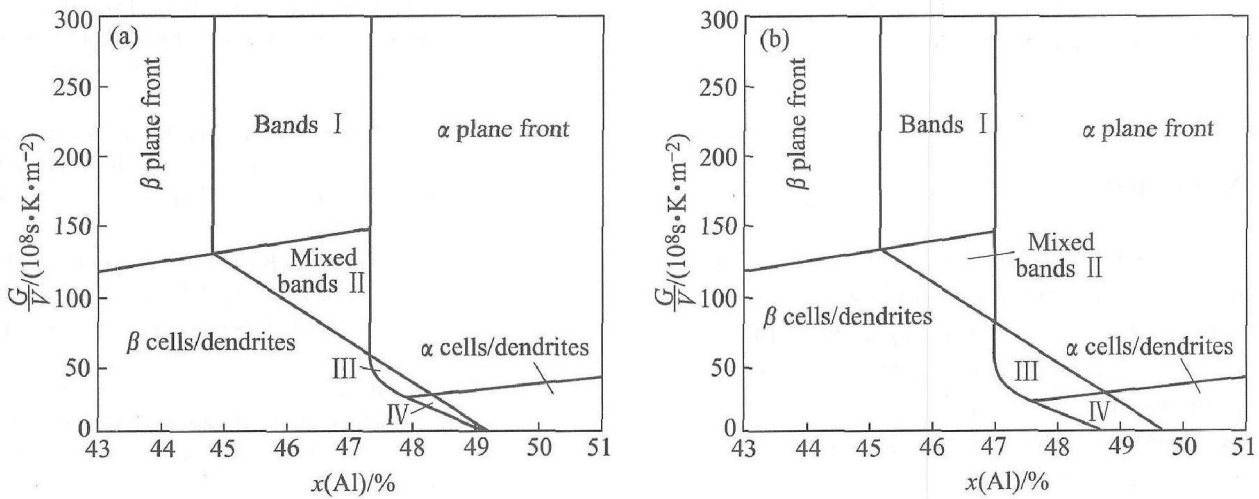 (a)
300
250
200
150
100
50
0
G/V/(10⁸s·K·m⁻²)
β plane front
Bands Ⅰ
α plane front
Mixed
bands Ⅱ
β cells/dendrites
Ⅲ
α cells/dendrites
Ⅳ
43 44 45 46 47 48 49 50 51
x(Al)/%
(b)
300
250
200
150
100
50
0
G/V/(10⁸s·K·m⁻²)
β plane front
Bands Ⅰ
α plane front
Mixed
bands Ⅱ
β cells/dendrites
α cells/dendrites
Ⅲ
Ⅳ
43 44 45 46 47 48 49 50 51
x(Al)/%